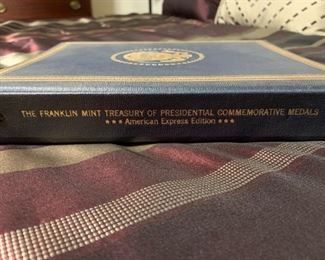 THE FRANKLIN MINT TREASURY OF PRESIDENTIAL COMMEMORATIVE MEDALS
★★★ American Express Edition ★★★